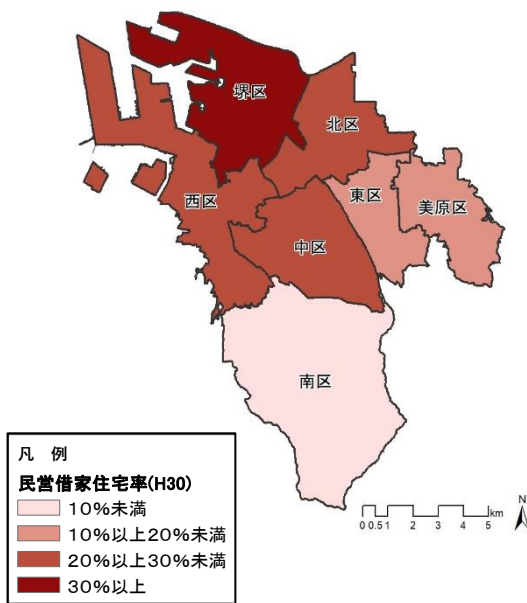 堺区
北区
東区
美原区
西区
中区
南区
凡 例
民営借家住宅率(H30)
10%未満
10%以上20%未満
20%以上30%未満
30%以上
N
km
0 0.5 1 2 3 4 5